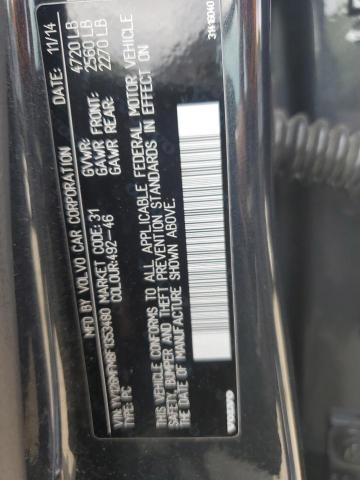 MFD. BY VOLVO CAR CORPORATION DATE: 11/14
GVWR: 4720 LB
GAWR FRONT: 2560 LB
GAWR REAR: 2270 LB
MARKET CODE: 31
TYPE: PC COLOUR:492- 46
THIS VEHICLE CONFORMS TO ALL APPLICABLE FEDERAL MOTOR VEHICLE
SAFETY, BUMPER AND THEFT PREVENTION STANDARDS IN EFFECT ON
THE DATE OF MANUFACTURE SHOWN ABOVE.
VOLVO
31418040